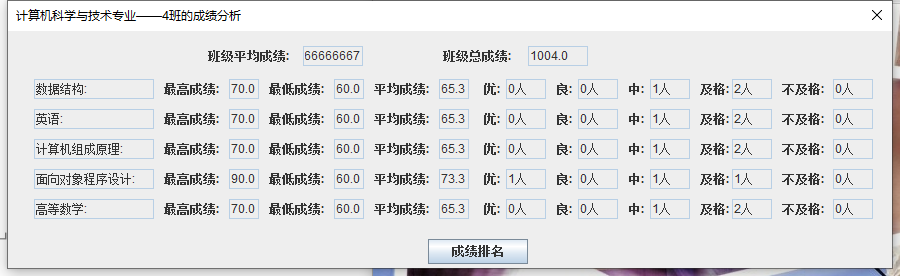 计算机科学与技术专业——4班的成绩分析
班级平均成绩: 66666667 班级总成绩: 1004.0
数据结构: 最高成绩: 70.0 最低成绩: 60.0 平均成绩: 65.3 优: 0人 良: 0人 中: 1人 及格: 2人 不及格: 0人
英语: 最高成绩: 70.0 最低成绩: 60.0 平均成绩: 65.3 优: 0人 良: 0人 中: 1人 及格: 2人 不及格: 0人
计算机组成原理: 最高成绩: 70.0 最低成绩: 60.0 平均成绩: 65.3 优: 0人 良: 0人 中: 1人 及格: 2人 不及格: 0人
面向对象程序设计: 最高成绩: 90.0 最低成绩: 60.0 平均成绩: 73.3 优: 1人 良: 0人 中: 1人 及格: 1人 不及格: 0人
高等数学: 最高成绩: 70.0 最低成绩: 60.0 平均成绩: 65.3 优: 0人 良: 0人 中: 1人 及格: 2人 不及格: 0人
成绩排名